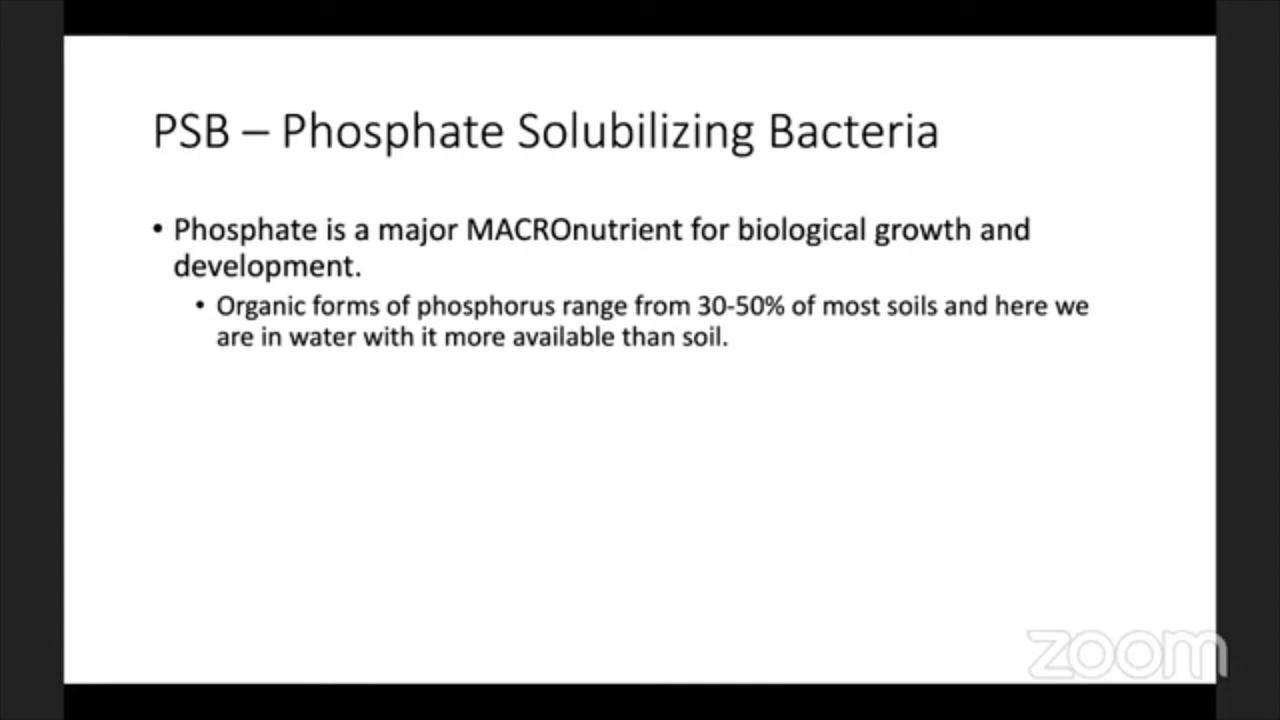 PSB – Phosphate Solubilizing Bacteria
• Phosphate is a major MACROnutrient for biological growth and
development.
• Organic forms of phosphorus range from 30-50% of most soils and here we
are in water with it more available than soil.
zoom